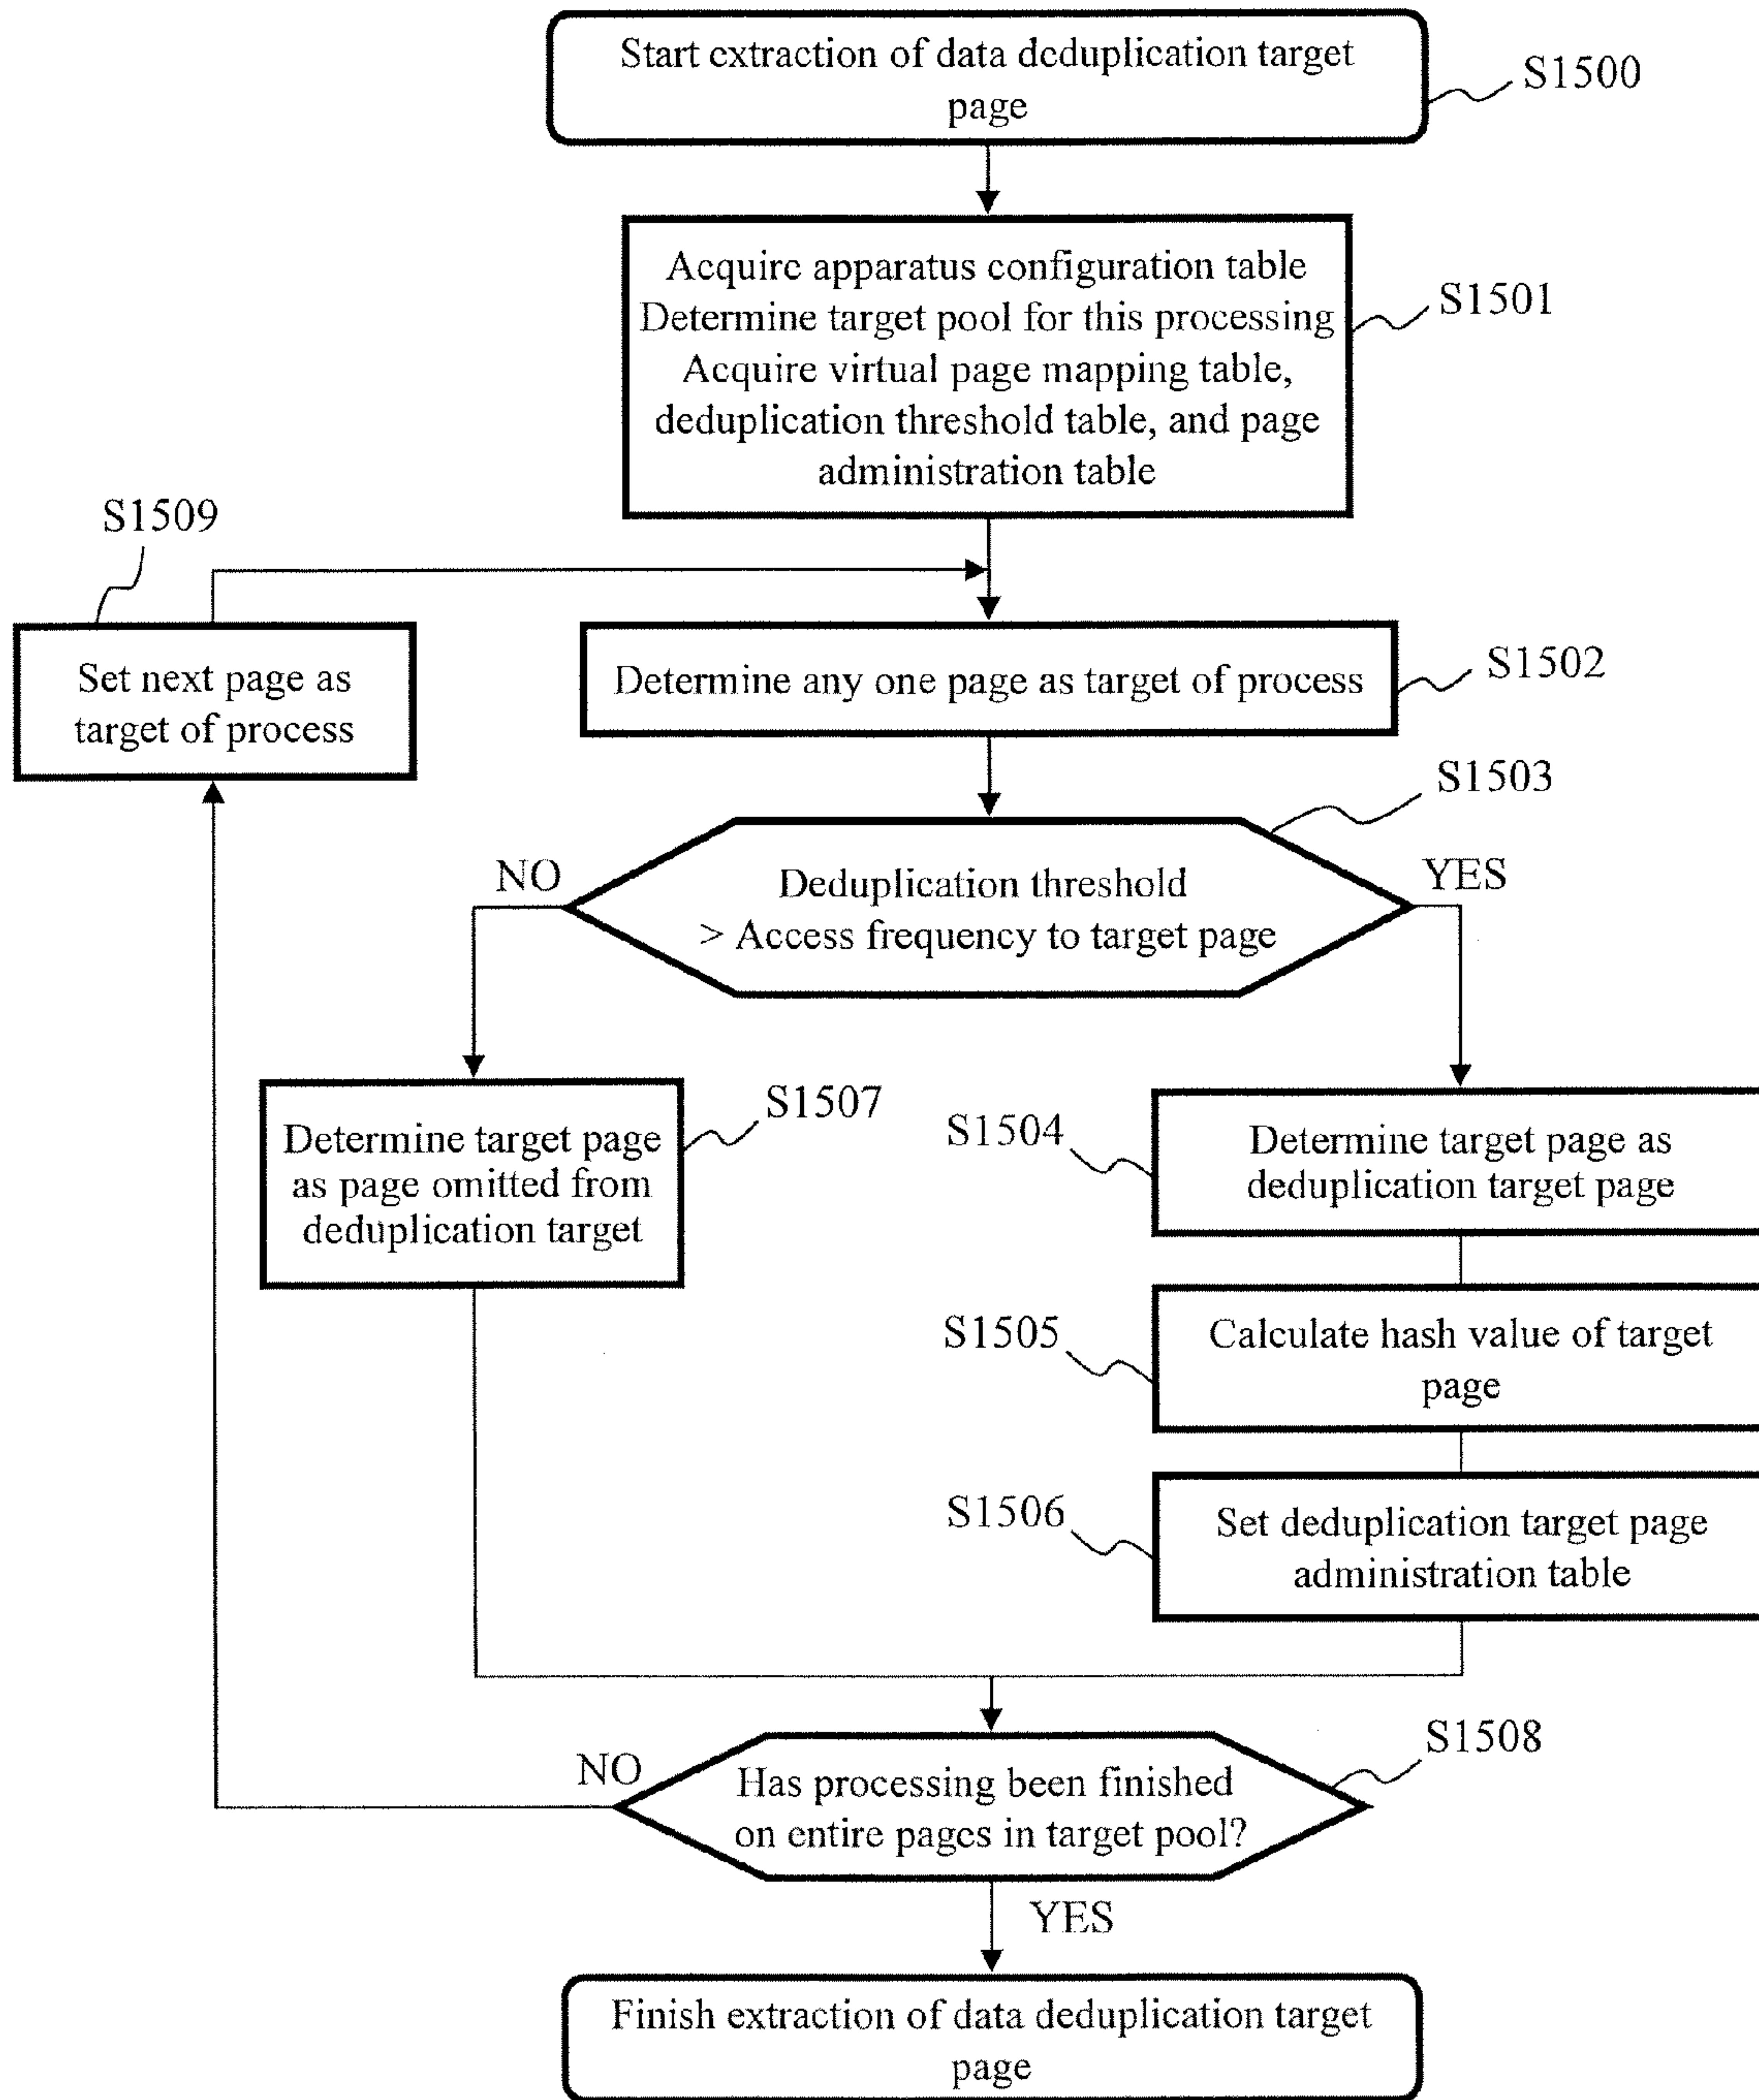 Start extraction of data deduplication target
page
S1500
Acquire apparatus configuration table
Determine target pool for this processing
Acquire virtual page mapping table,
deduplication threshold table, and page
administration table
S1501
S1509
Set next page as
target of process
Determine any one page as target of process
S1502
S1503
NO
Deduplication threshold
> Access frequency to target page
YES
Determine target page
as page omitted from
deduplication target
S1507
S1504
Determine target page as
deduplication target page
S1505
Calculate hash value of target
page
S1506
Set deduplication target page
administration table
S1508
NO
Has processing been finished
on entire pages in target pool?
YES
Finish extraction of data deduplication target
page